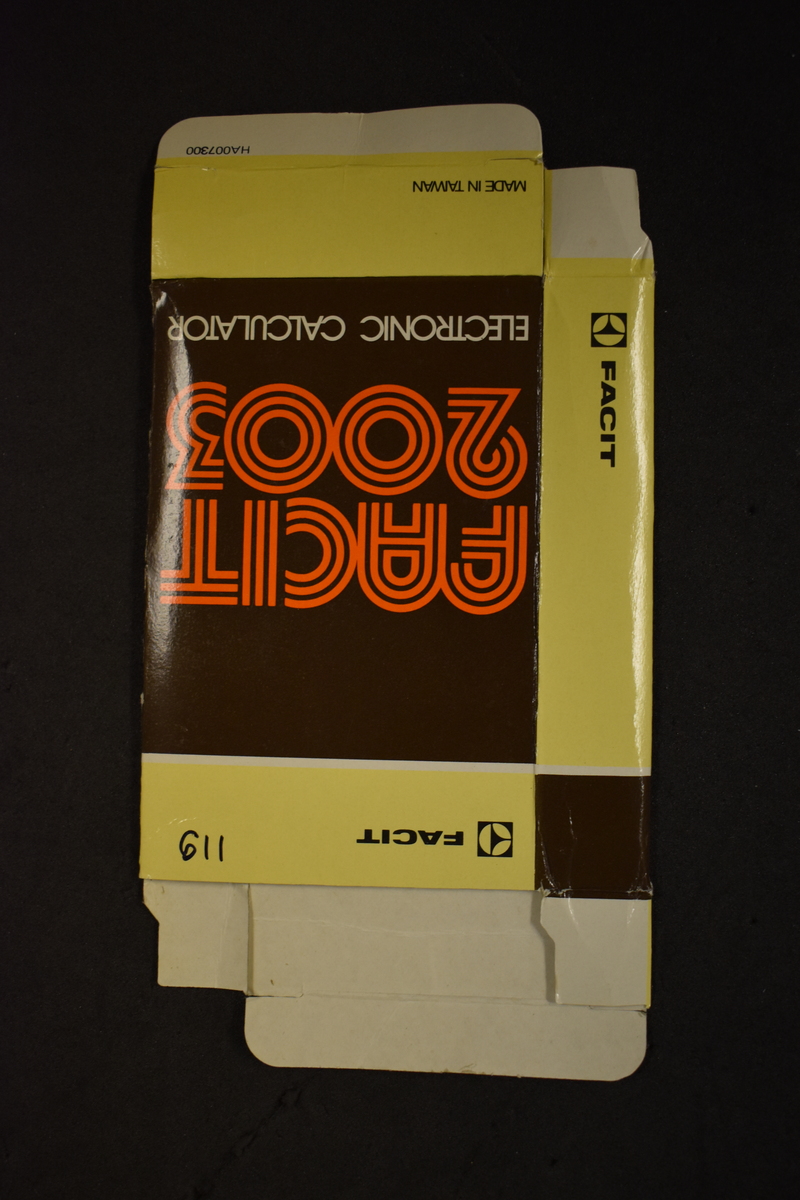 FACIT
119
FACIT
2003
ELECTRONIC CALCULATOR
MADE IN TAIWAN
HA007300
FACIT